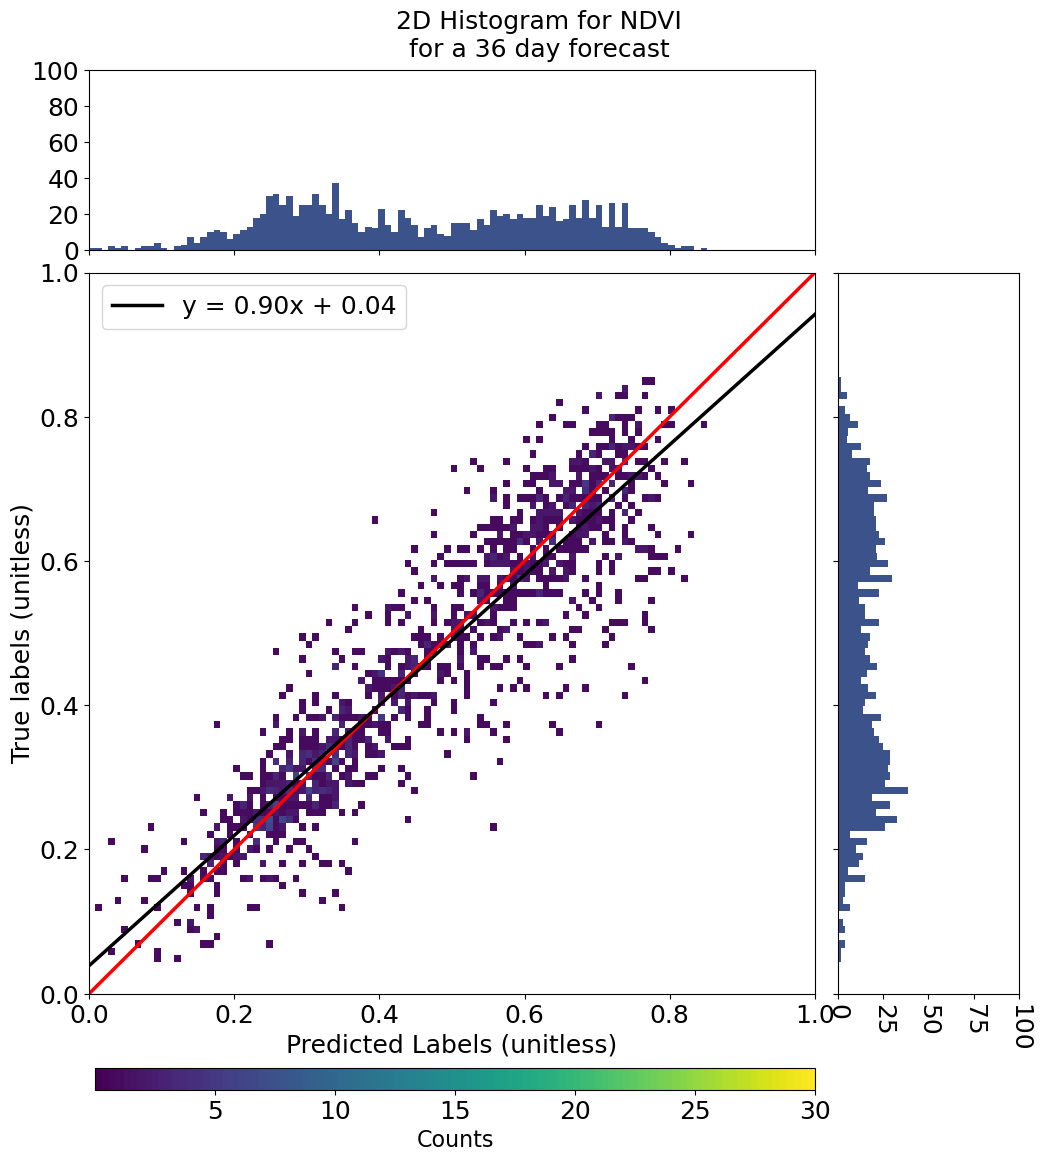 2D Histogram for NDVI
for a 36 day forecast
100
80
60
40
20
0
1.0
0.8
0.6
0.4
0.2
0.0
True labels (unitless)
y = 0.90x + 0.04
0.0 0.2 0.4 0.6 0.8 1.0
Predicted Labels (unitless)
0 25 50 75 100
5 10 15 20 25 30
Counts